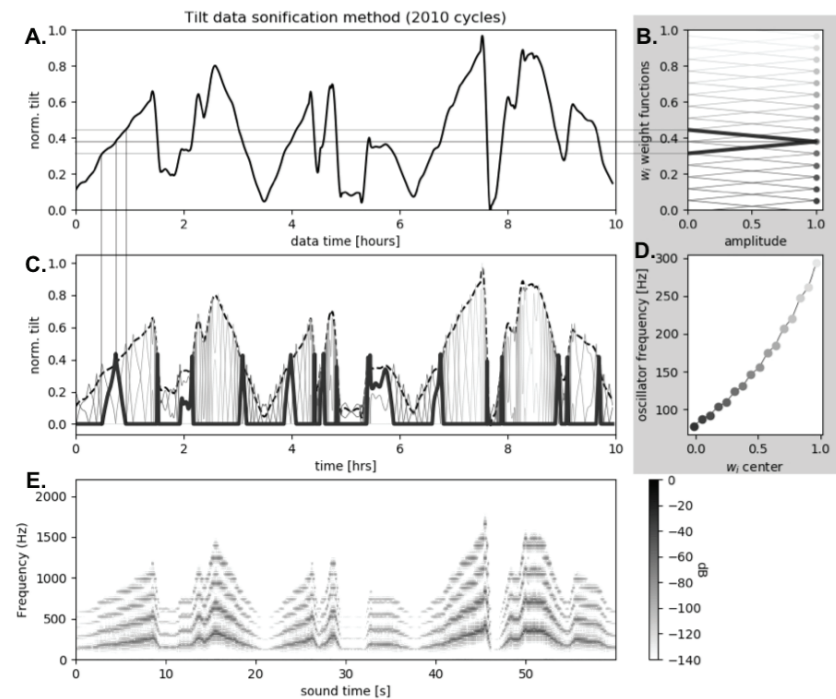 Tilt data sonification method (2010 cycles)
A.
norm. tilt
1.0
0.8
0.6
0.4
0.2
0.0
0 2 4 6 8 10
data time [hours]
B.
wi weight functions
1.0
0.8
0.6
0.4
0.2
0.0
0.0 0.5 1.0
amplitude
C.
norm. tilt
1.0
0.8
0.6
0.4
0.2
0.0
0 2 4 6 8 10
time [hrs]
D.
oscillator frequency [Hz]
300
250
200
150
100
0.0 0.5 1.0
wi center
E.
Frequency (Hz)
2000
1500
1000
500
0
0 10 20 30 40 50
sound time [s]
0
−20
−40
−60
−80
−100
−120
−140
dB